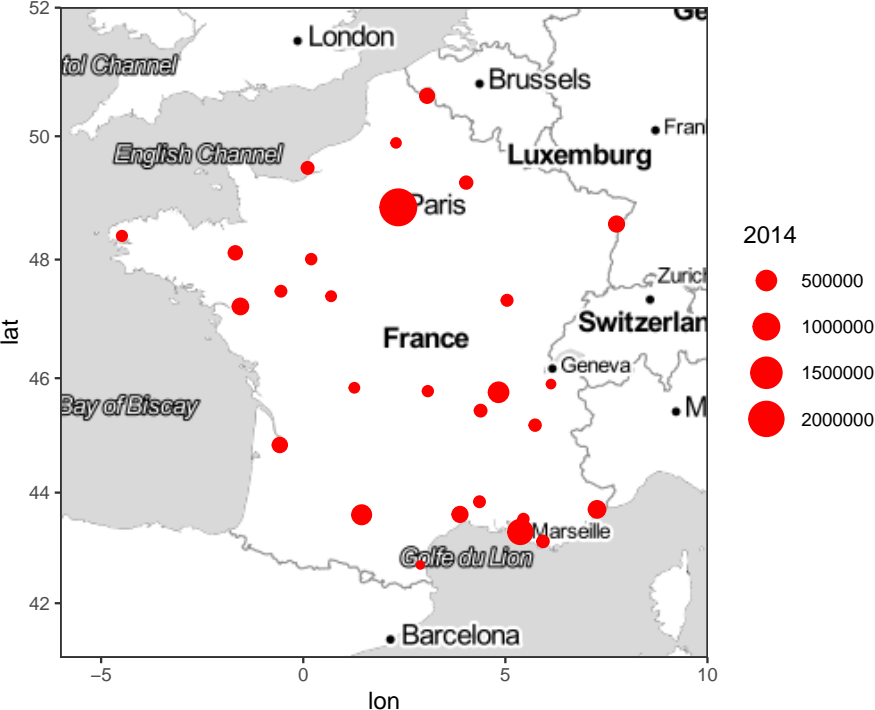 52
50
48
46
44
42
lat
Ge
London
tol Channel
Brussels
Fran
English Channel
Luxemburg
Paris
Zurich
Switzerlan
France
Geneva
Bay of Biscay
M
Marseille
Golfe du Lion
Barcelona
−5
0
5
10
lon
2014
500000
1000000
1500000
2000000